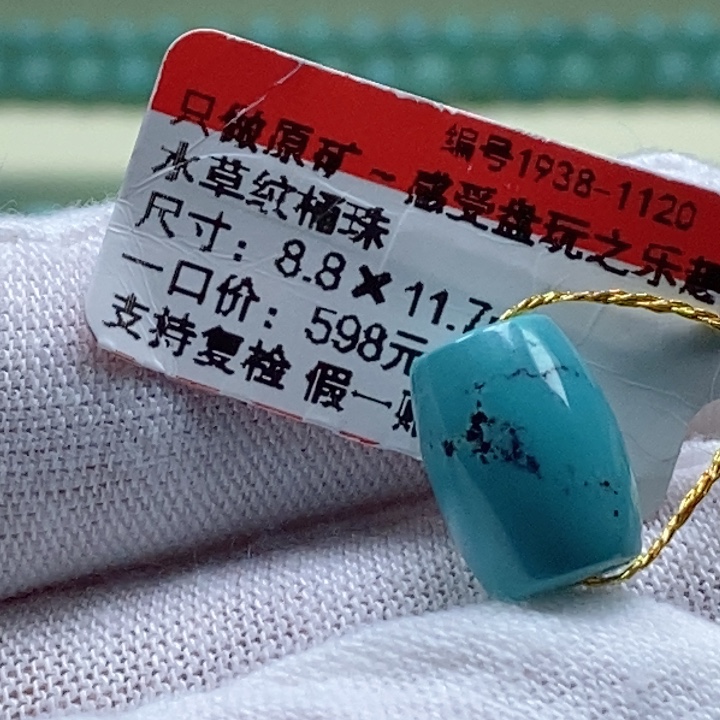 编号1938-1120
只做原矿~感受盘玩之乐趣
水草纹桶珠
尺寸：8.8×11.7
一口价：598元
支持复检 假一